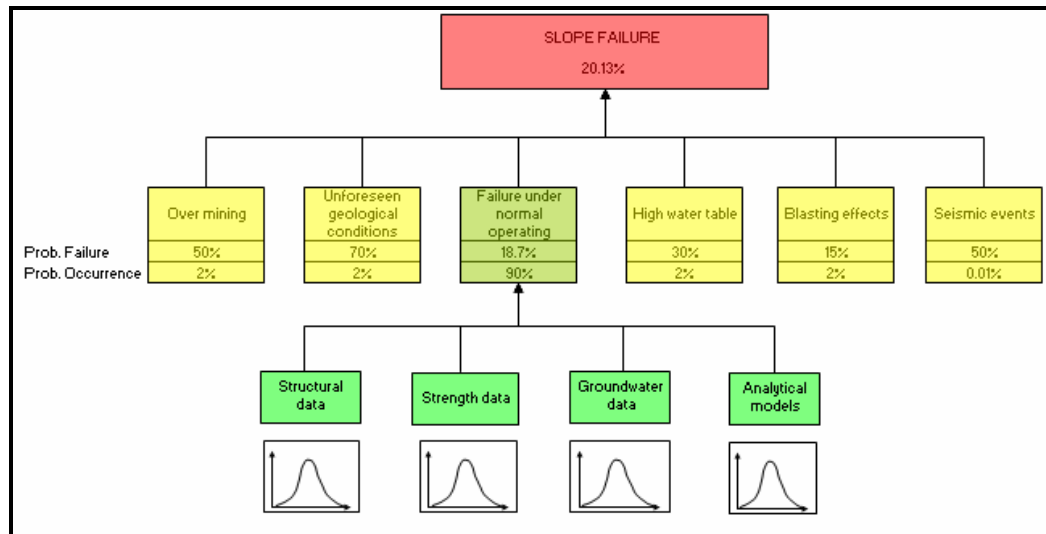 SLOPE FAILURE
20.13%
Over mining
Unforeseen
geological
conditions
Failure under
normal
operating
High water table
Blasting effects
Seismic events
Prob. Failure 50% 70% 18.7% 30% 15% 50%
Prob. Occurrence 2% 2% 90% 2% 2% 0.01%
Structural
data
Strength data
Groundwater
data
Analytical
models